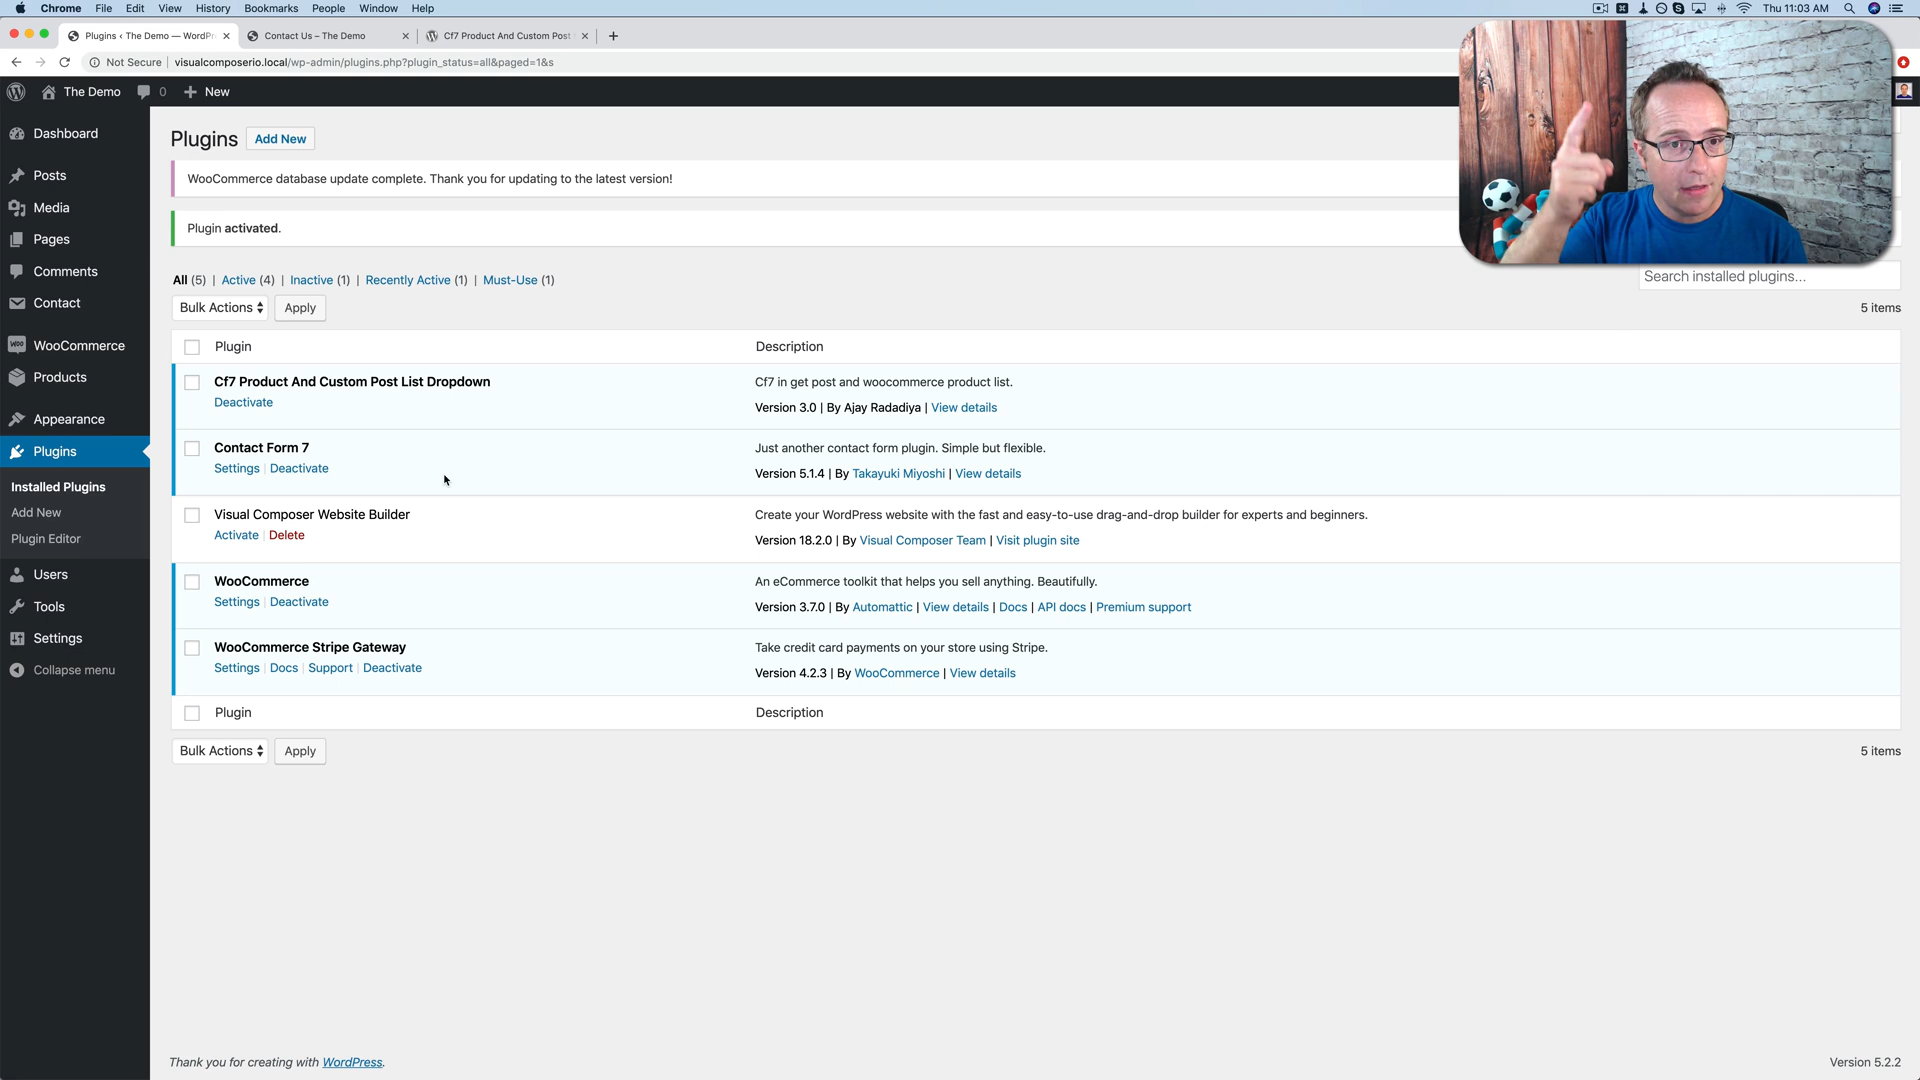 Chrome File Edit View History Bookmarks People Window Help
Thu 11:03 AM
Plugins ‹ The Demo — WordPr
Contact Us – The Demo
Cf7 Product And Custom Post
Not Secure | visualcomposerio.local/wp-admin/plugins.php?plugin_status=all&paged=1&s
The Demo 0 New
Dashboard
Posts
Media
Pages
Comments
Contact
WooCommerce
Products
Appearance
Plugins
Installed Plugins
Add New
Plugin Editor
Users
Tools
Settings
Collapse menu
Plugins Add New
WooCommerce database update complete. Thank you for updating to the latest version!
Plugin activated.
All (5) | Active (4) | Inactive (1) | Recently Active (1) | Must-Use (1)
Search installed plugins...
Bulk Actions Apply
5 items
Plugin Description
Cf7 Product And Custom Post List Dropdown
Deactivate
Cf7 in get post and woocommerce product list.
Version 3.0 | By Ajay Radadiya | View details
Contact Form 7
Settings | Deactivate
Just another contact form plugin. Simple but flexible.
Version 5.1.4 | By Takayuki Miyoshi | View details
Visual Composer Website Builder
Activate | Delete
Create your WordPress website with the fast and easy-to-use drag-and-drop builder for experts and beginners.
Version 18.2.0 | By Visual Composer Team | Visit plugin site
WooCommerce
Settings | Deactivate
An eCommerce toolkit that helps you sell anything. Beautifully.
Version 3.7.0 | By Automattic | View details | Docs | API docs | Premium support
WooCommerce Stripe Gateway
Settings | Docs | Support | Deactivate
Take credit card payments on your store using Stripe.
Version 4.2.3 | By WooCommerce | View details
Plugin Description
Bulk Actions Apply
5 items
Thank you for creating with WordPress.
Version 5.2.2